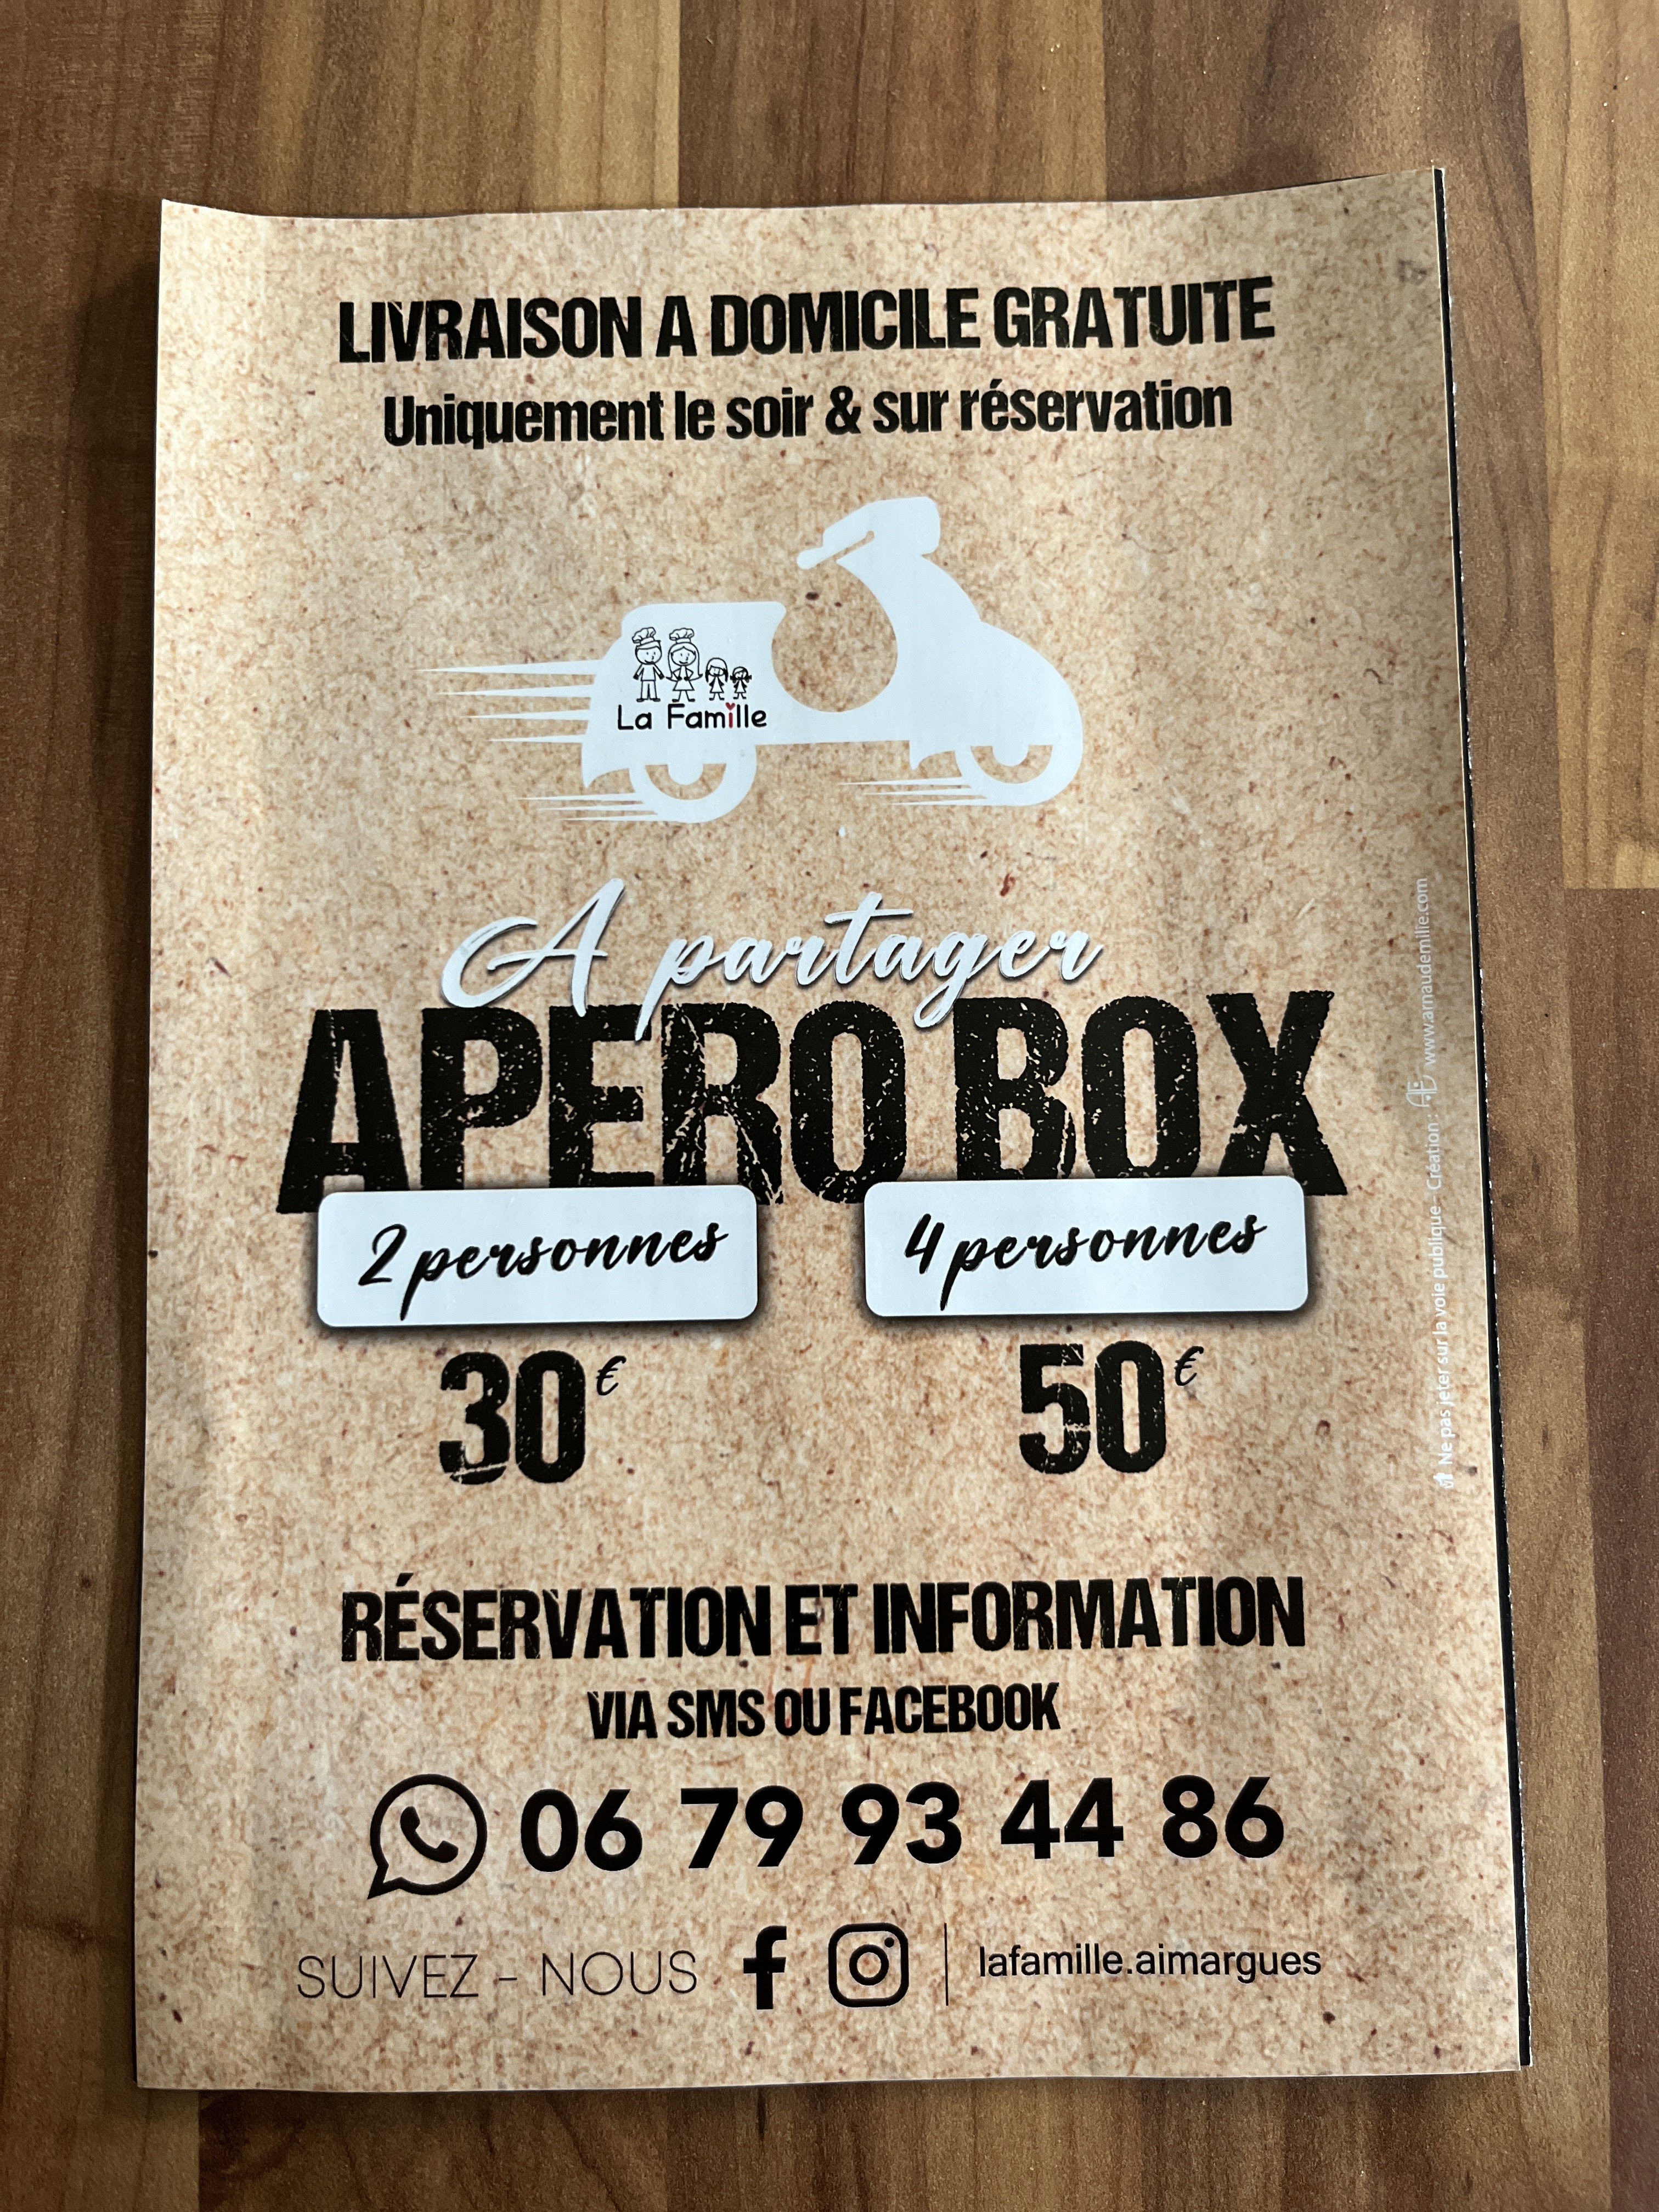 LIVRAISON A DOMICILE GRATUITE
Uniquement le soir & sur réservation
La Famille
A partager
APERO BOX
2 personnes
4 personnes
30€
50€
RÉSERVATION ET INFORMATION
VIA SMS OU FACEBOOK
06 79 93 44 86
SUIVEZ - NOUS
lafamille.aimargues
Ne pas jeter sur la voie publique - Création : AE www.arnaudemilie.com